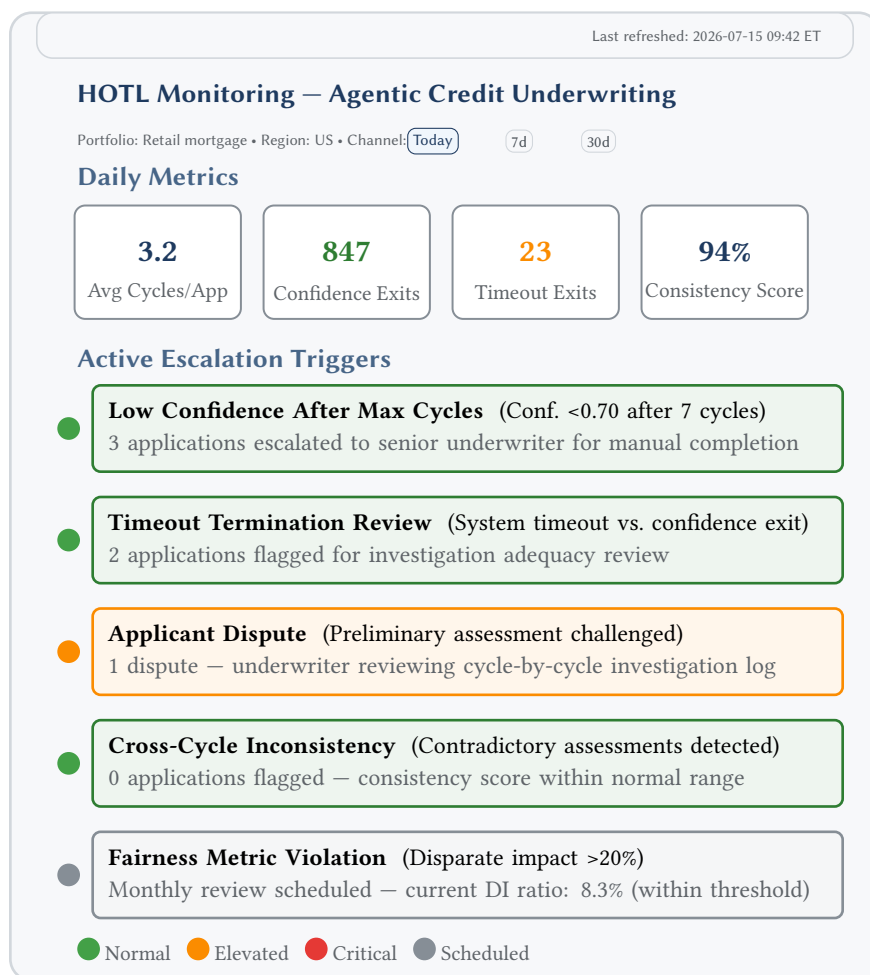 Last refreshed: 2026-07-15 09:42 ET
HOTL Monitoring — Agentic Credit Underwriting
Portfolio: Retail mortgage • Region: US • Channel: Today 7d 30d
Daily Metrics
3.2 847 23 94%
Avg Cycles/App Confidence Exits Timeout Exits Consistency Score
Active Escalation Triggers
Low Confidence After Max Cycles (Conf. <0.70 after 7 cycles)
3 applications escalated to senior underwriter for manual completion
Timeout Termination Review (System timeout vs. confidence exit)
2 applications flagged for investigation adequacy review
Applicant Dispute (Preliminary assessment challenged)
1 dispute — underwriter reviewing cycle-by-cycle investigation log
Cross-Cycle Inconsistency (Contradictory assessments detected)
0 applications flagged — consistency score within normal range
Fairness Metric Violation (Disparate impact >20%)
Monthly review scheduled — current DI ratio: 8.3% (within threshold)
Normal Elevated Critical Scheduled